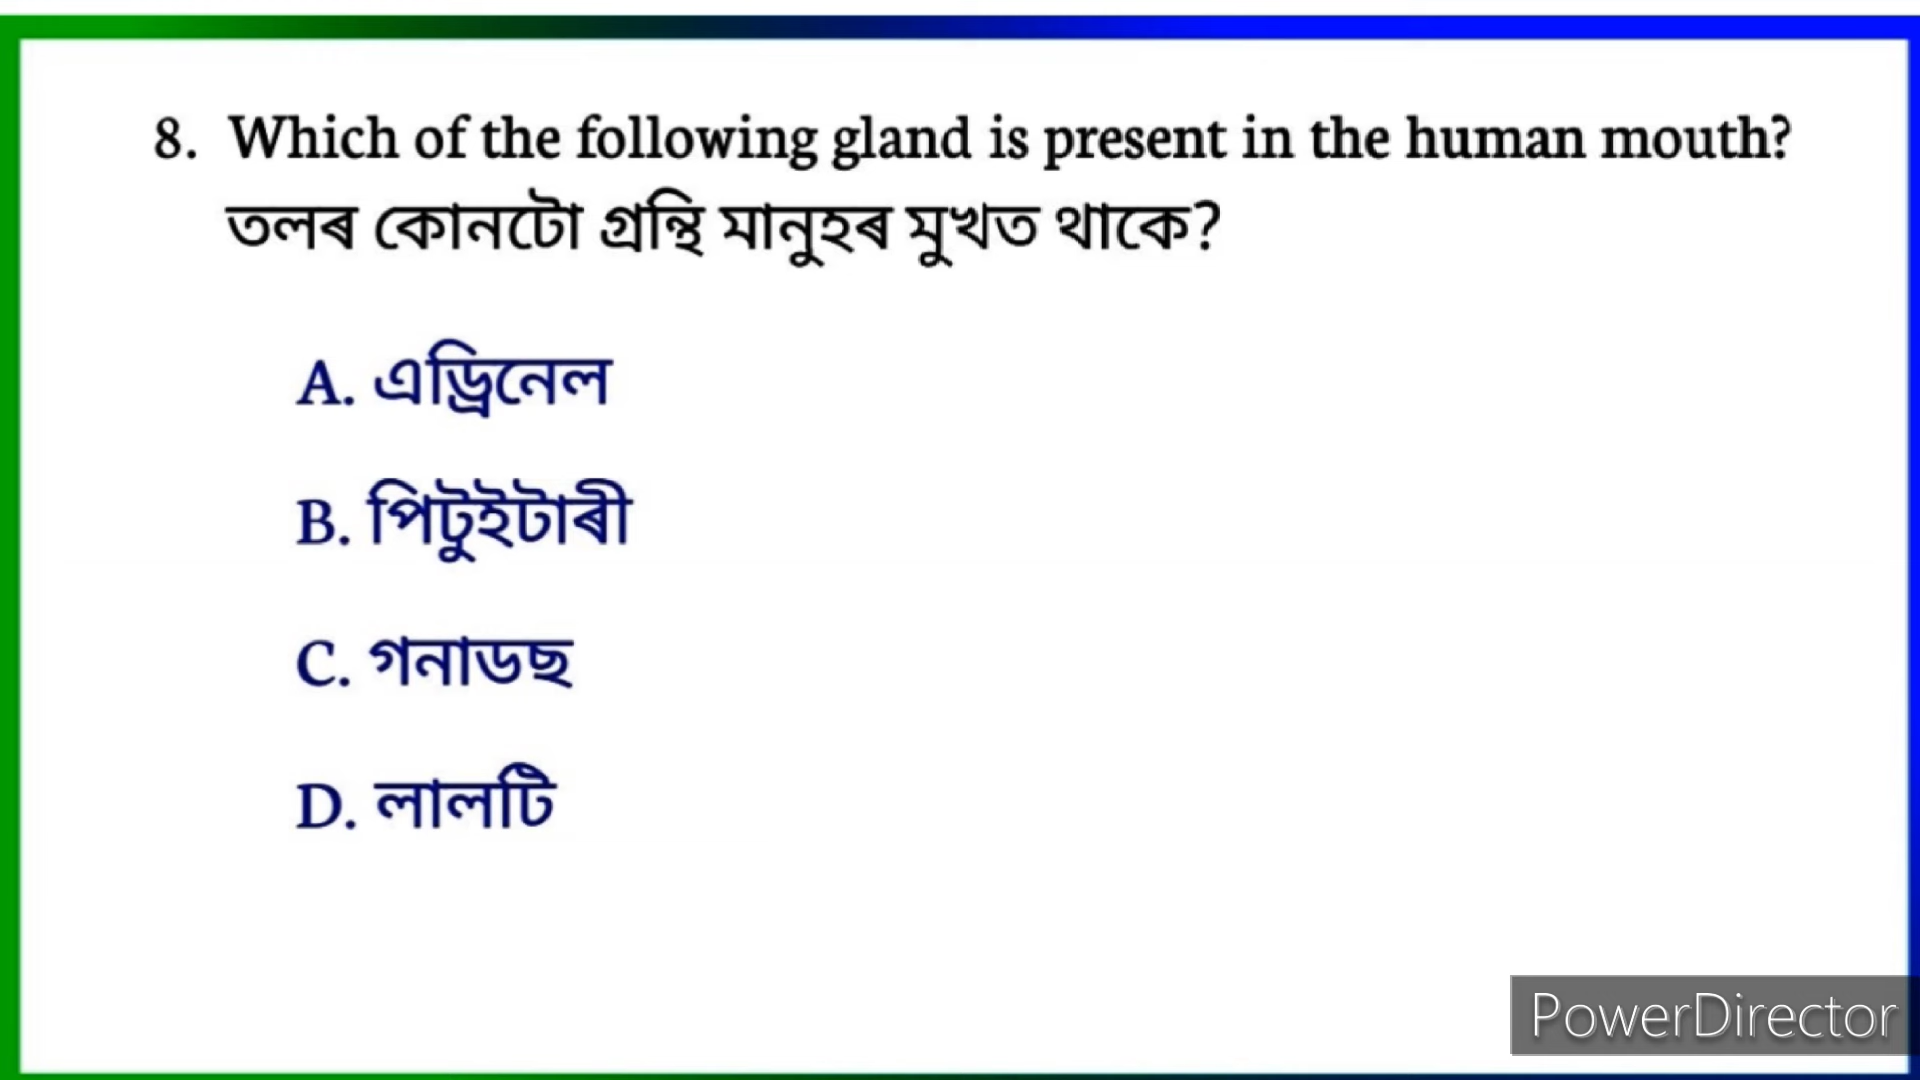 8. Which of the following gland is present in the human mouth?
তলৰ কোনটো গ্ৰন্থি মানুহৰ মুখত থাকে?
A. এড্ৰিনেল
B. পিটুইটাৰী
C. গনাডছ
D. লালটি
PowerDirector